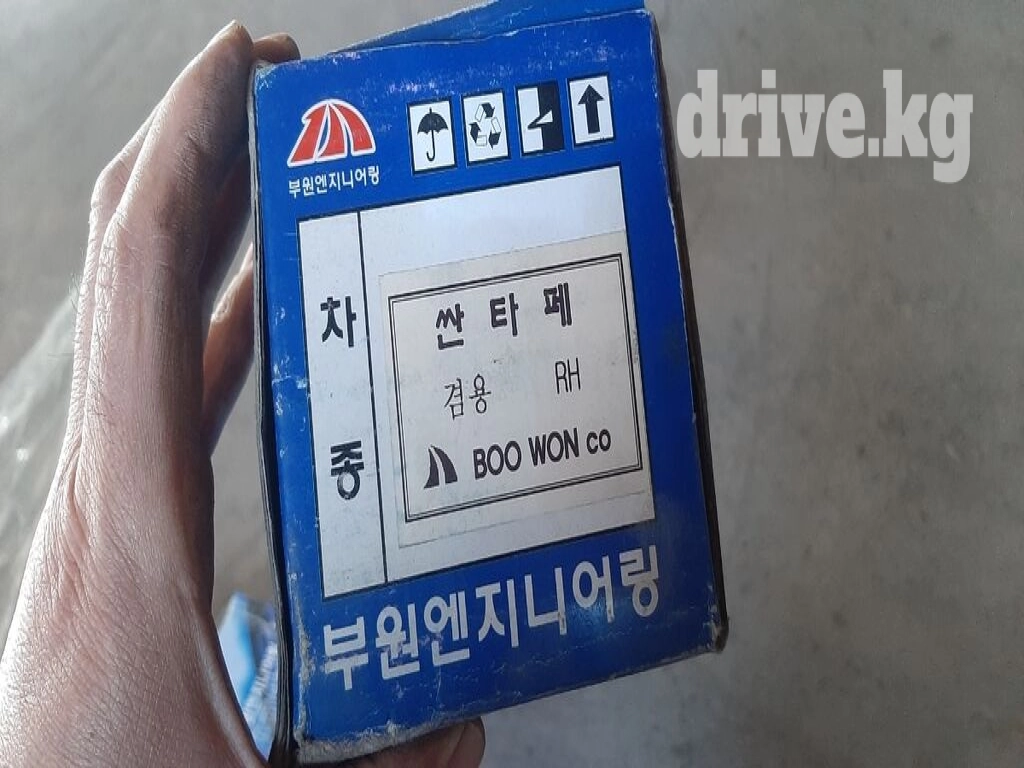 drive.kg
부원엔지니어링
차종
싼타페
겸용 RH
BOO WON CO
부원엔지니어링